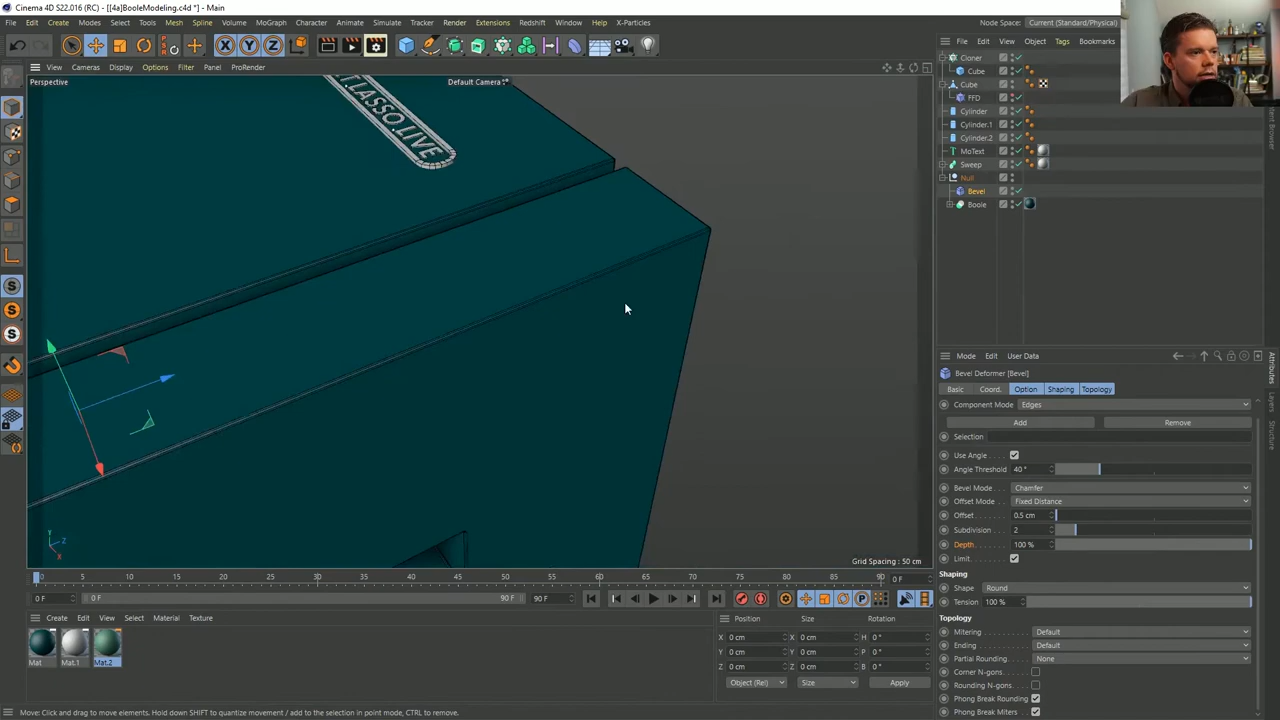 Cinema 4D S22.016 (RC) - [[4a]BooleModeling.c4d *] - Main
File Edit Create Modes Select Tools Mesh Spline Volume MoGraph Character Animate Simulate Tracker Render Extensions Redshift Window Help X-Particles
Node Space: Current (Standard/Physical)
View Cameras Display Options Filter Panel ProRender
Perspective
Default Camera
T LASSO.LIVE
Grid Spacing : 50 cm
File Edit View Object Tags Bookmarks
Cloner
Cube
Cube
FFD
Cylinder
Cylinder.1
Cylinder.2
MoText
Sweep
Null
Bevel
Boole
Mode Edit User Data
Bevel Deformer [Bevel]
Basic Coord. Option Shaping Topology
Component Mode Edges
Add Remove
Selection
Use Angle
Angle Threshold 40 °
Bevel Mode Chamfer
Offset Mode Fixed Distance
Offset 0.5 cm
Subdivision 2
Depth 100 %
Limit
Shaping
Shape Round
Tension 100 %
Topology
Mitering Default
Ending Default
Partial Rounding None
Corner N-gons
Rounding N-gons
Phong Break Rounding
Phong Break Miters
Attributes
Layers
Structure
0 5 10 15 20 25 30 35 40 45 50 55 60 65 70 75 80 85 90 0 F
0 F 0 F 90 F 90 F
Create Edit View Select Material Texture
Mat Mat.1 Mat.2
Position Size Rotation
X 0 cm X 0 cm H 0 °
Y 0 cm Y 0 cm P 0 °
Z 0 cm Z 0 cm B 0 °
Object (Rel) Size Apply
Move: Click and drag to move elements. Hold down SHIFT to quantize movement / add to the selection in point mode, CTRL to remove.